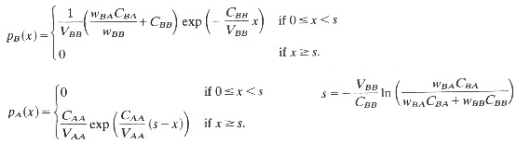 p_B(x) = { 1/V_BB ( w_BA C_BA / w_BB + C_BB ) exp ( - C_BB / V_BB x ) if 0 ≤ x < s
0 if x ≥ s.
p_A(x) = { 0 if 0 ≤ x < s
C_AA / V_AA exp ( C_AA / V_AA (s - x) ) if x ≥ s.
s = - V_BB / C_BB ln ( w_BA C_BA / w_BA C_BA + w_BB C_BB )